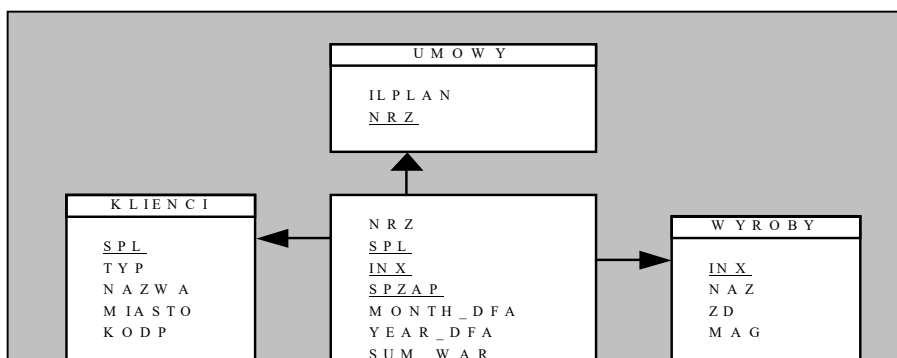 UMOWY
ILPLAN
NRZ
KLIENCI
SPL
TYP
NAZWA
MIASTO
KODP
NRZ
SPL
INX
SPZAP
MONTH_DFA
YEAR_DFA
SUM_WAR
WYROBY
INX
NAZ
ZD
MAG